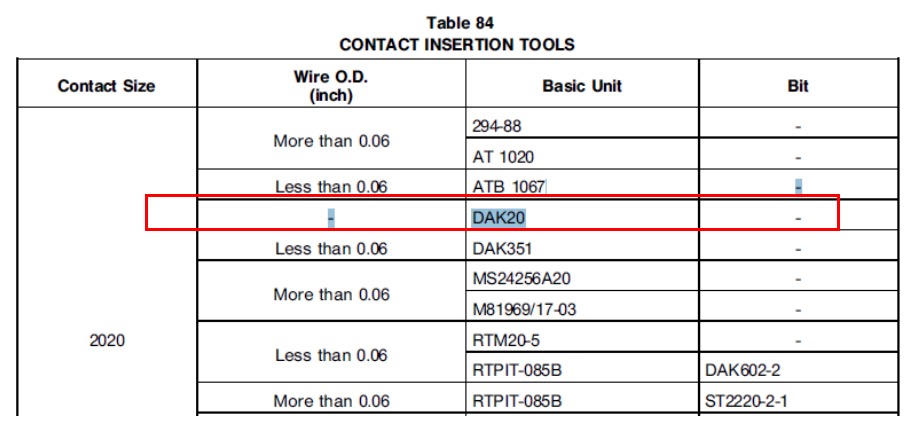 Table 84
CONTACT INSERTION TOOLS
Contact Size Wire O.D. (inch) Basic Unit Bit
More than 0.06 294-88 -
AT 1020 -
Less than 0.06 ATB 1067 -
- DAK20 -
Less than 0.06 DAK351 -
More than 0.06 MS24256A20 -
M81969/17-03 -
2020
Less than 0.06 RTM20-5 -
RTPIT-085B DAK602-2
More than 0.06 RTPIT-085B ST2220-2-1